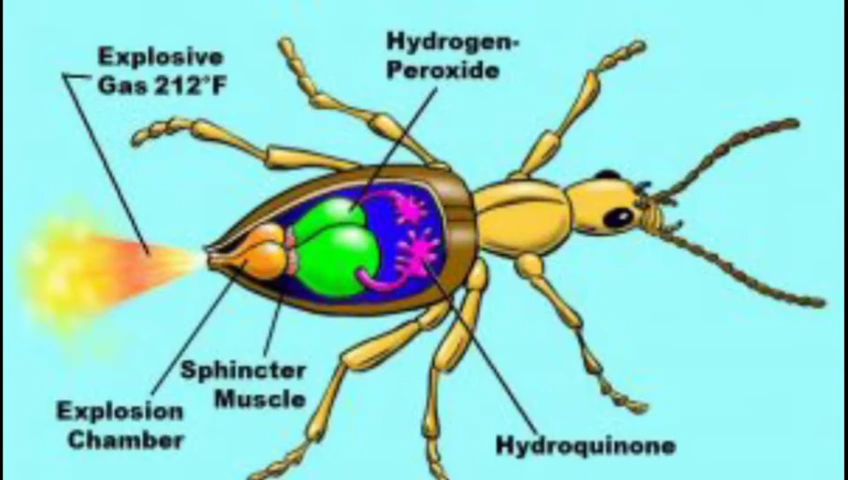 Explosive
Gas 212°F
Hydrogen-
Peroxide
Sphincter
Muscle
Explosion
Chamber
Hydroquinone